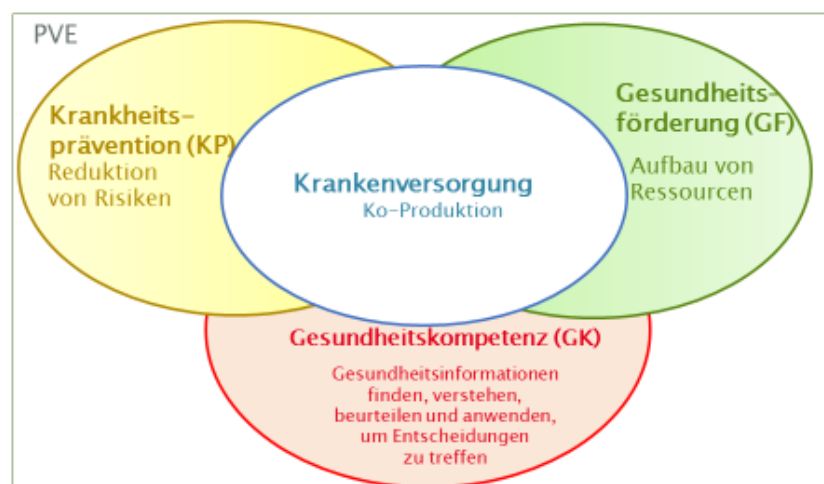 PVE
Krankheits-
prävention (KP)
Reduktion
von Risiken
Gesundheits-
förderung (GF)
Aufbau von
Ressourcen
Krankenversorgung
Ko-Produktion
Gesundheitskompetenz (GK)
Gesundheitsinformationen
finden, verstehen,
beurteilen und anwenden,
um Entscheidungen
zu treffen